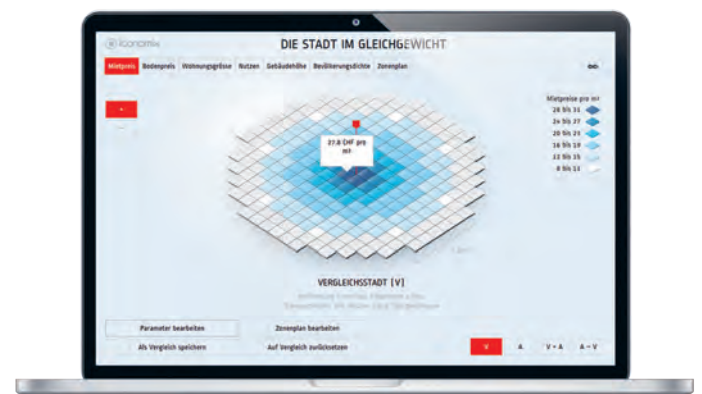 iconomix
DIE STADT IM GLEICHGEWICHT
Mietpreis Bodenpreis Wohnungsgrösse Nutzen Gebäudehöhe Bevölkerungsdichte Zonenplan
Mietpreise pro m²
28 bis 31
24 bis 27
20 bis 23
16 bis 19
12 bis 15
8 bis 11
27.8 CHF pro
m²
VERGLEICHSSTADT [V]
Parameter bearbeiten
Zonenplan bearbeiten
Als Vergleich speichern
Auf Vergleich zurücksetzen
V
A
V - A
A - V